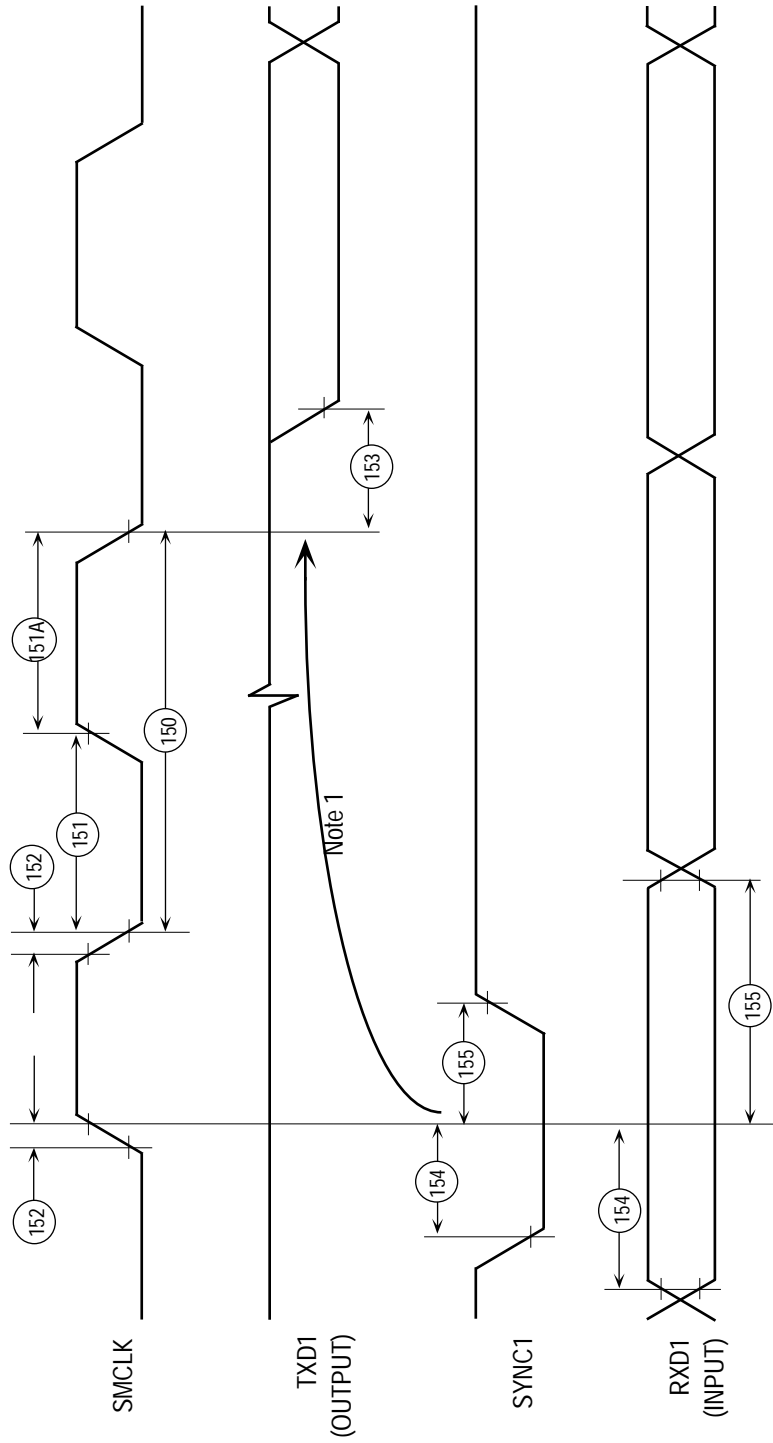 152
152
151
151A
150
SMCLK
Note 1
153
TXD1
(OUTPUT)
154
155
SYNC1
154
155
RXD1
(INPUT)